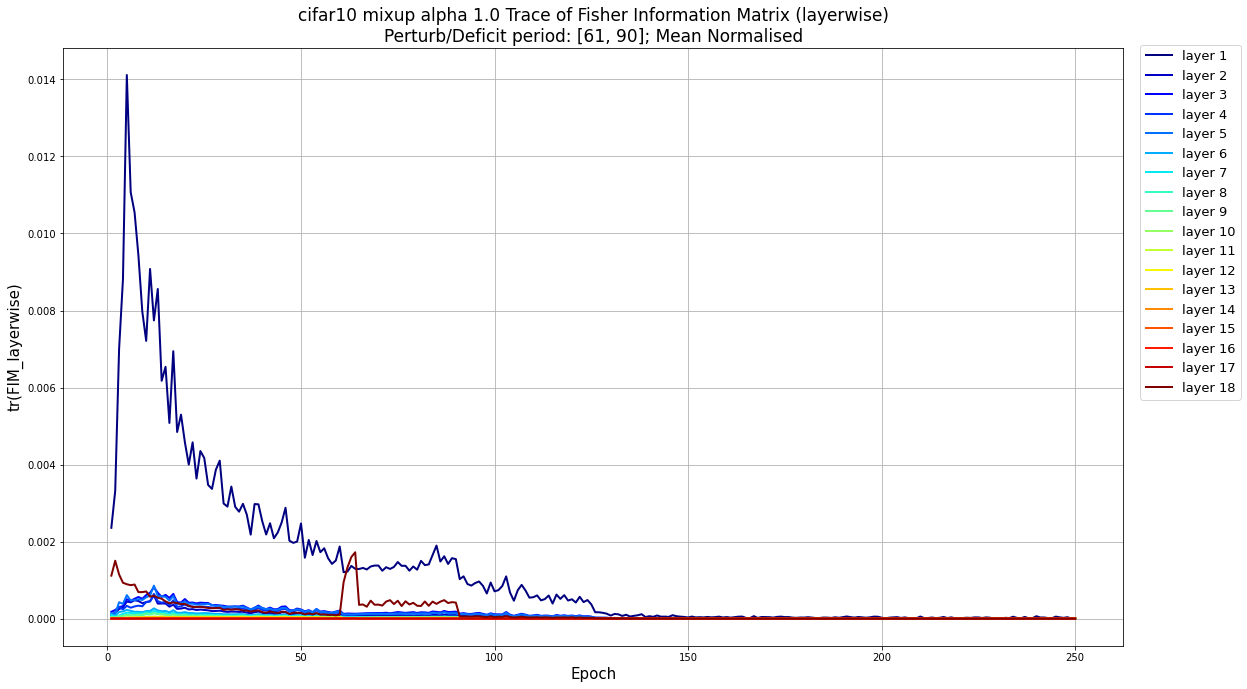 cifar10 mixup alpha 1.0 Trace of Fisher Information Matrix (layerwise)
Perturb/Deficit period: [61, 90]; Mean Normalised
tr(FIM_layerwise)
0.014
0.012
0.010
0.008
0.006
0.004
0.002
0.000
0
50
100
150
200
250
Epoch
layer 1
layer 2
layer 3
layer 4
layer 5
layer 6
layer 7
layer 8
layer 9
layer 10
layer 11
layer 12
layer 13
layer 14
layer 15
layer 16
layer 17
layer 18